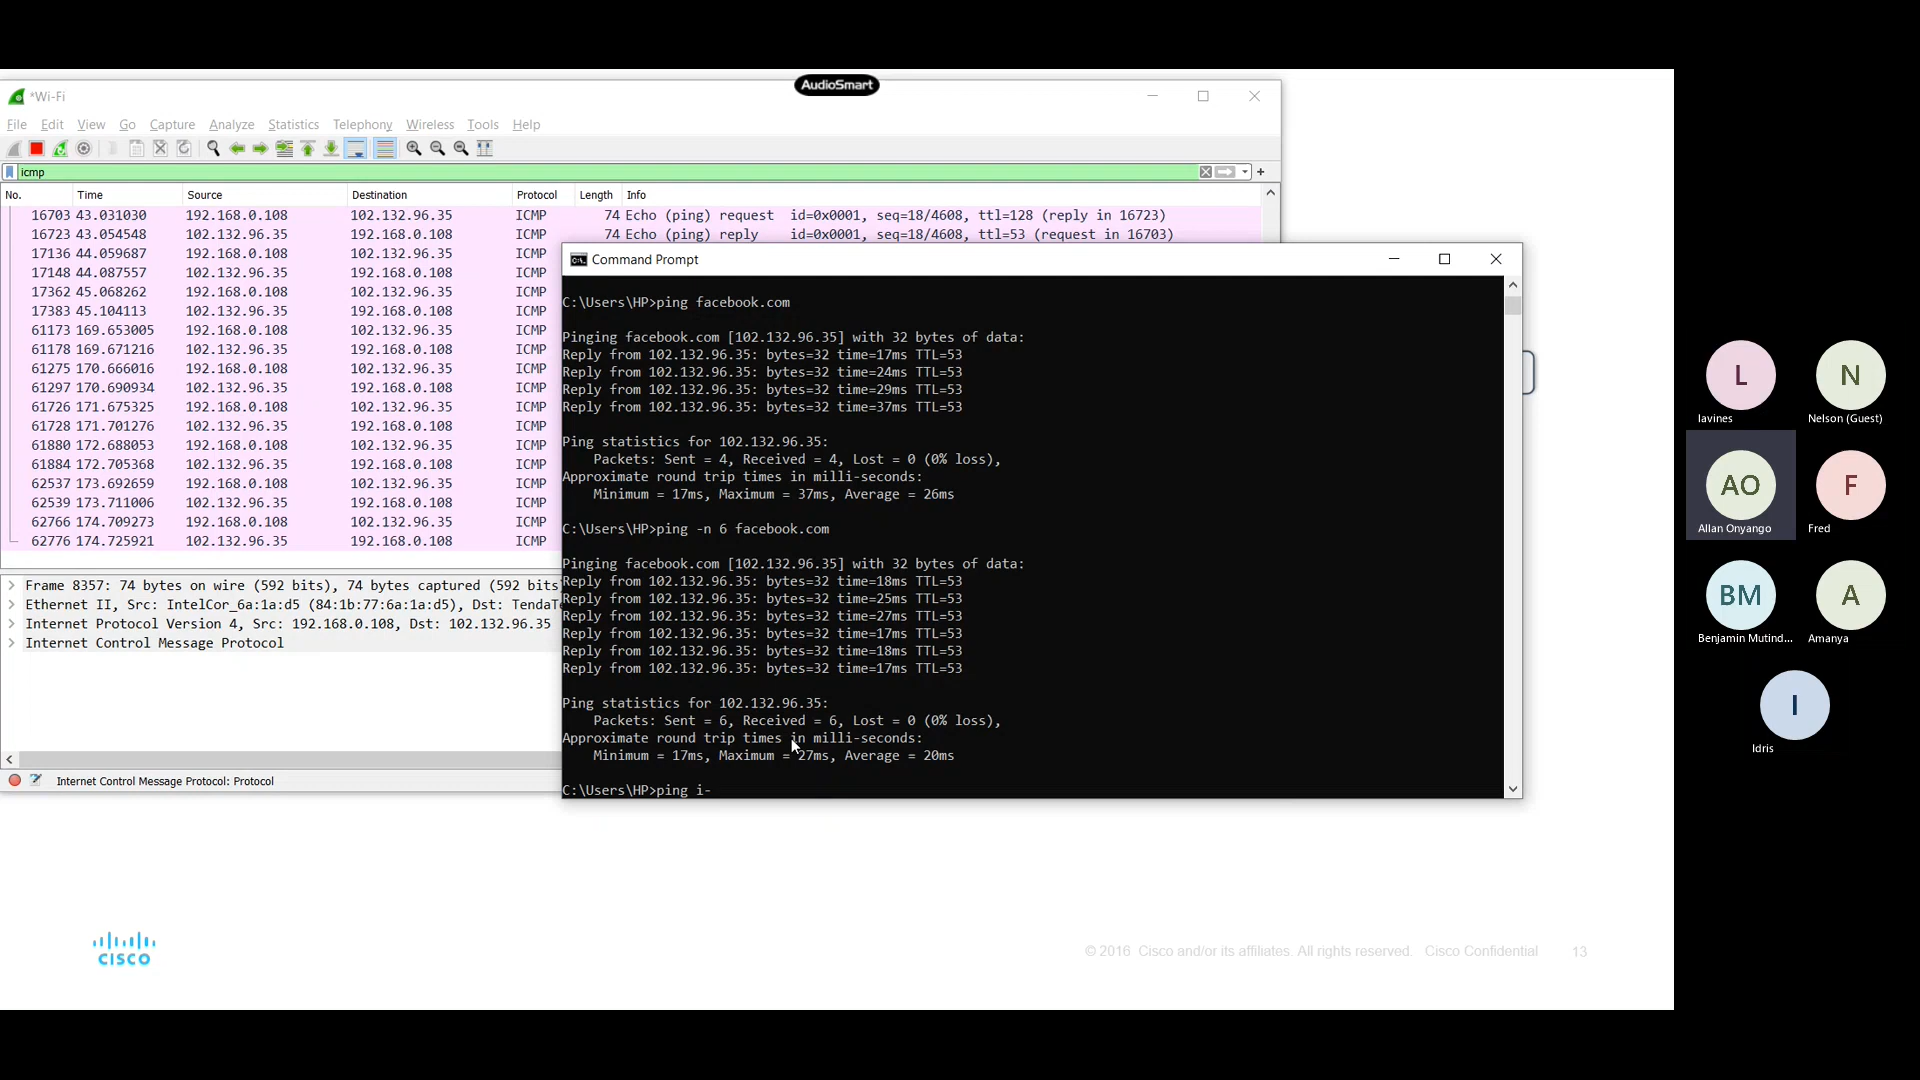 AudioSmart
*Wi-Fi
File Edit View Go Capture Analyze Statistics Telephony Wireless Tools Help
icmp
No. Time Source Destination Protocol Length Info
16703 43.031030 192.168.0.108 102.132.96.35 ICMP 74 Echo (ping) request id=0x0001, seq=18/4608, ttl=128 (reply in 16723)
16723 43.054548 102.132.96.35 192.168.0.108 ICMP 74 Echo (ping) reply id=0x0001, seq=18/4608, ttl=53 (request in 16703)
17136 44.059687 192.168.0.108 102.132.96.35 ICMP
17148 44.087557 102.132.96.35 192.168.0.108 ICMP
17362 45.068262 192.168.0.108 102.132.96.35 ICMP
17383 45.104113 102.132.96.35 192.168.0.108 ICMP
61173 169.653005 192.168.0.108 102.132.96.35 ICMP
61178 169.671216 102.132.96.35 192.168.0.108 ICMP
61275 170.666016 192.168.0.108 102.132.96.35 ICMP
61297 170.690934 102.132.96.35 192.168.0.108 ICMP
61726 171.675325 192.168.0.108 102.132.96.35 ICMP
61728 171.701276 102.132.96.35 192.168.0.108 ICMP
61880 172.688053 192.168.0.108 102.132.96.35 ICMP
61884 172.705368 102.132.96.35 192.168.0.108 ICMP
62537 173.692659 192.168.0.108 102.132.96.35 ICMP
62539 173.711006 102.132.96.35 192.168.0.108 ICMP
62766 174.709273 192.168.0.108 102.132.96.35 ICMP
62776 174.725921 102.132.96.35 192.168.0.108 ICMP
Frame 8357: 74 bytes on wire (592 bits), 74 bytes captured (592 bits
Ethernet II, Src: IntelCor_6a:1a:d5 (84:1b:77:6a:1a:d5), Dst: TendaTe
Internet Protocol Version 4, Src: 192.168.0.108, Dst: 102.132.96.35
Internet Control Message Protocol
Internet Control Message Protocol: Protocol
Command Prompt
C:\Users\HP>ping facebook.com
Pinging facebook.com [102.132.96.35] with 32 bytes of data:
Reply from 102.132.96.35: bytes=32 time=17ms TTL=53
Reply from 102.132.96.35: bytes=32 time=24ms TTL=53
Reply from 102.132.96.35: bytes=32 time=29ms TTL=53
Reply from 102.132.96.35: bytes=32 time=37ms TTL=53
Ping statistics for 102.132.96.35:
Packets: Sent = 4, Received = 4, Lost = 0 (0% loss),
Approximate round trip times in milli-seconds:
Minimum = 17ms, Maximum = 37ms, Average = 26ms
C:\Users\HP>ping -n 6 facebook.com
Pinging facebook.com [102.132.96.35] with 32 bytes of data:
Reply from 102.132.96.35: bytes=32 time=18ms TTL=53
Reply from 102.132.96.35: bytes=32 time=25ms TTL=53
Reply from 102.132.96.35: bytes=32 time=27ms TTL=53
Reply from 102.132.96.35: bytes=32 time=17ms TTL=53
Reply from 102.132.96.35: bytes=32 time=18ms TTL=53
Reply from 102.132.96.35: bytes=32 time=17ms TTL=53
Ping statistics for 102.132.96.35:
Packets: Sent = 6, Received = 6, Lost = 0 (0% loss),
Approximate round trip times in milli-seconds:
Minimum = 17ms, Maximum = 27ms, Average = 20ms
C:\Users\HP>ping i-
CISCO
© 2016 Cisco and/or its affiliates. All rights reserved. Cisco Confidential 13
L N
lavines Nelson (Guest)
AO F
Allan Onyango Fred
BM A
Benjamin Mutind... Amanya
I
Idris